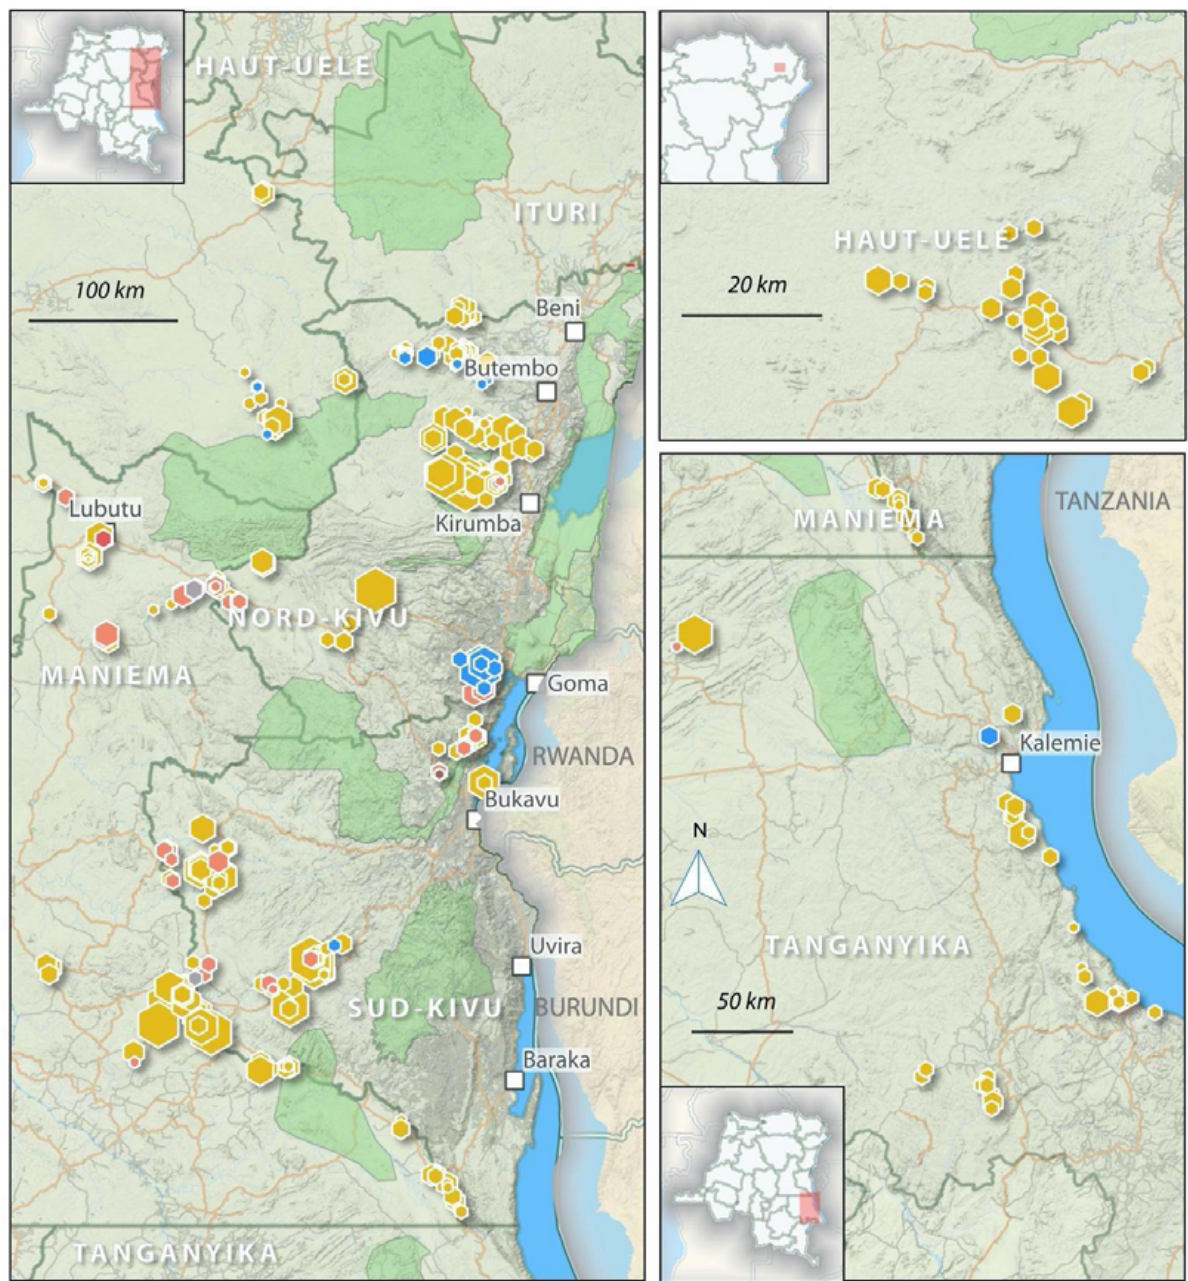 HAUT-UELE
ITURI
100 km
Beni
Butembo
Lubutu
Kirumba
NORD-KIVU
MANIEMA
Goma
RWANDA
Bukavu
Uvira
SUD-KIVU
BURUNDI
Baraka
TANGANYIKA
HAUT-UELE
20 km
MANIEMA
TANZANIA
Kalemie
N
TANGANYIKA
50 km